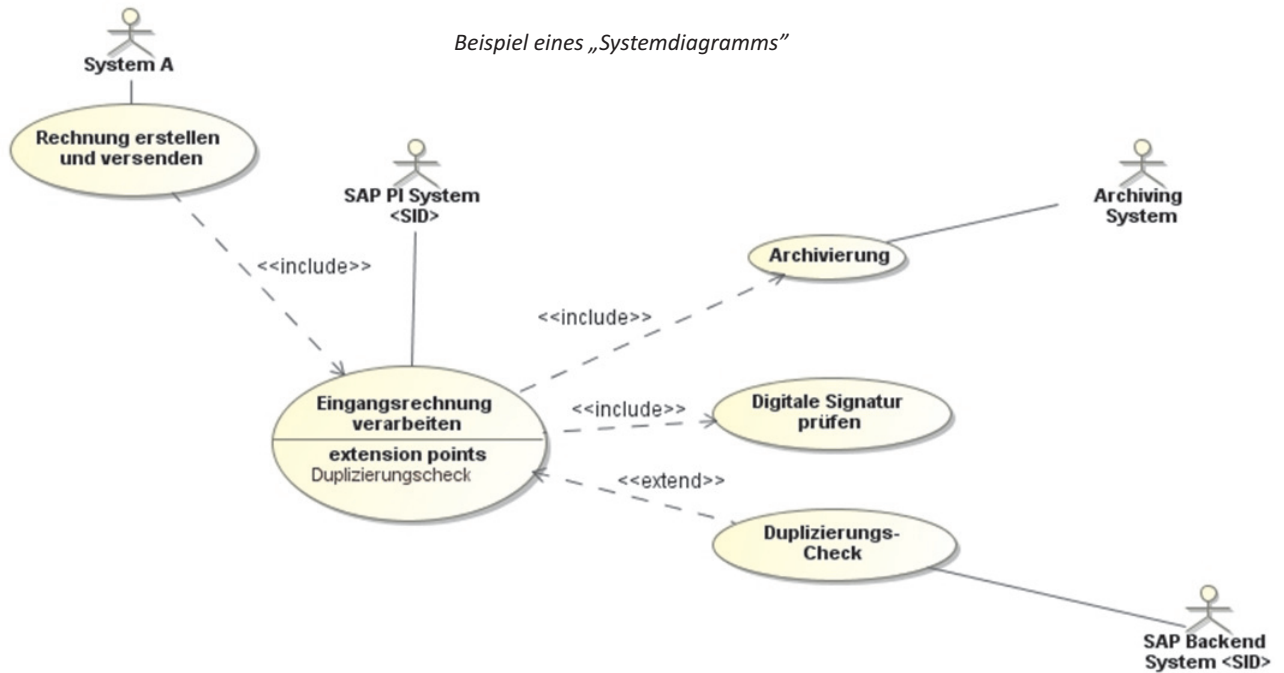 Beispiel eines „Systemdiagramms”
System A
Rechnung erstellen
und versenden
SAP PI System
<SID>
Archiving
System
Archivierung
<<include>>
<<include>>
Eingangsrechnung
verarbeiten
extension points
Duplizierungscheck
<<include>>
Digitale Signatur
prüfen
<<extend>>
Duplizierungs-
Check
SAP Backend
System <SID>